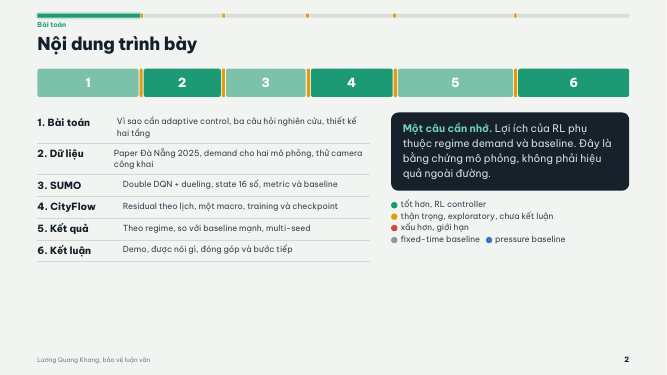 Bài toán
Nội dung trình bày
1 2 3 4 5 6
1. Bài toán
Vì sao cần adaptive control, ba câu hỏi nghiên cứu, thiết kế
hai tầng
2. Dữ liệu
Paper Đà Nẵng 2025, demand cho hai mô phỏng, thử camera
công khai
3. SUMO
Double DQN + dueling, state 16 số, metric và baseline
4. CityFlow
Residual theo lịch, một macro, training và checkpoint
5. Kết quả
Theo regime, so với baseline mạnh, multi-seed
6. Kết luận
Demo, được nói gì, đóng góp và bước tiếp
Một câu cần nhớ. Lợi ích của RL phụ
thuộc regime demand và baseline. Đây là
bằng chứng mô phỏng, không phải hiệu
quả ngoài đường.
tốt hơn, RL controller
thận trọng, exploratory, chưa kết luận
xấu hơn, giới hạn
fixed-time baseline pressure baseline
Lương Quang Khang, bảo vệ luận văn
2